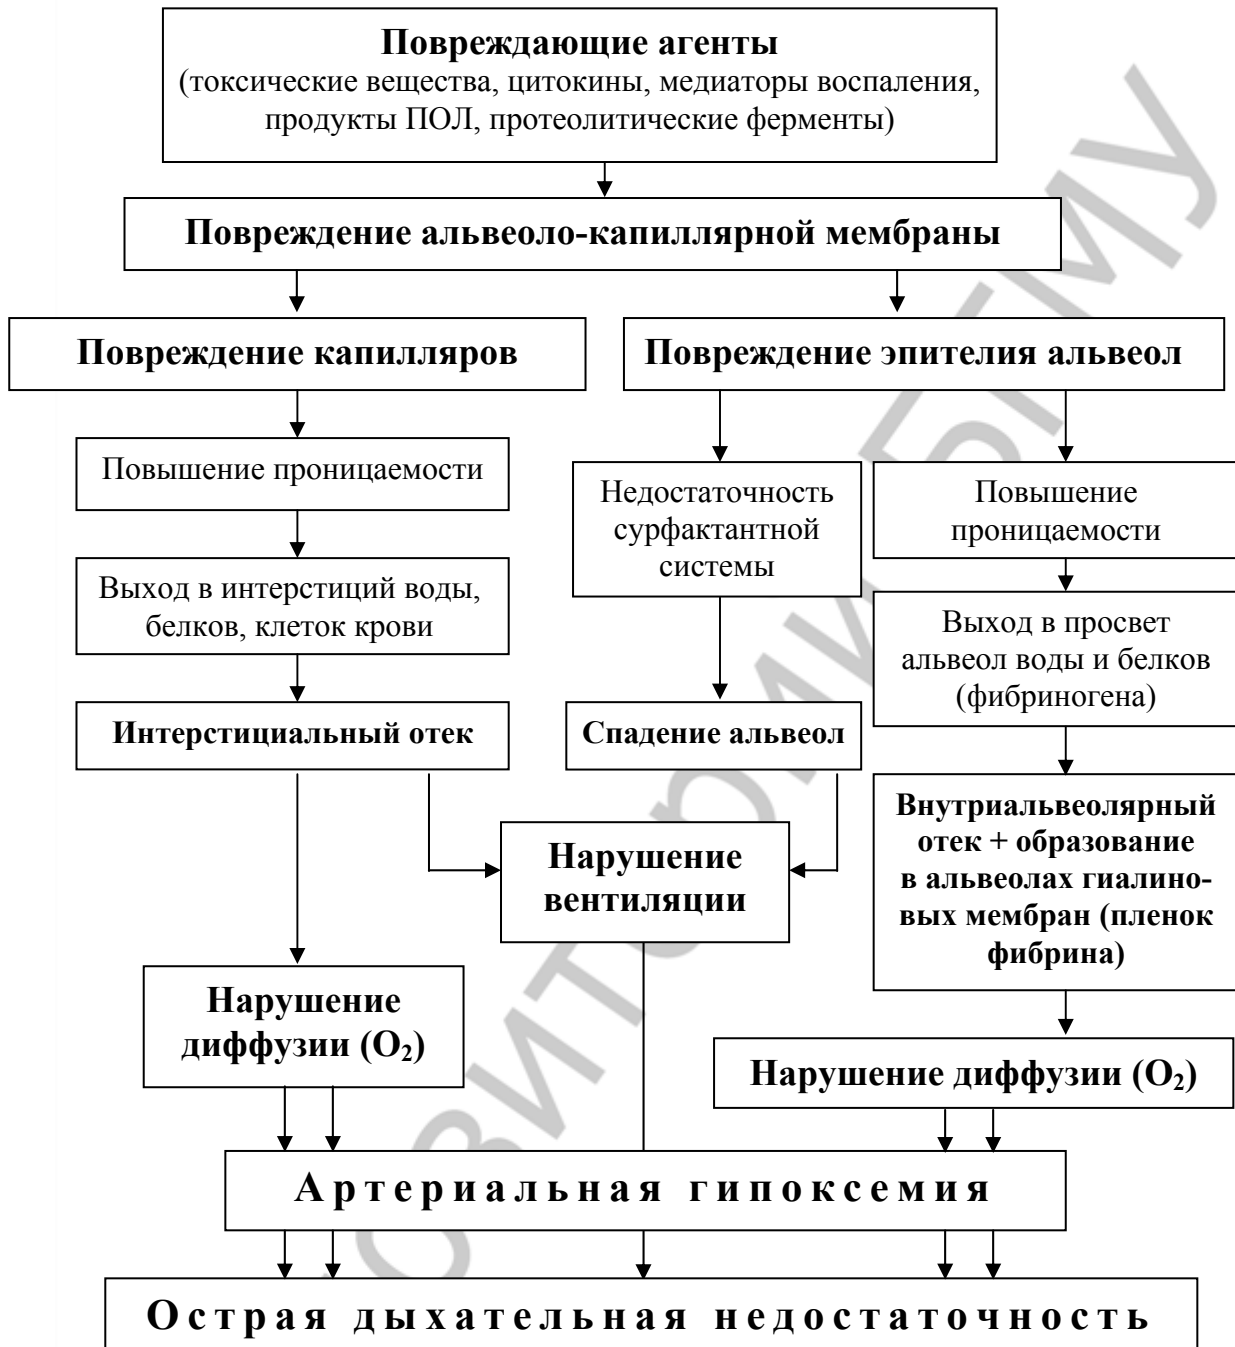 Повреждающие агенты
(токсические вещества, цитокины, медиаторы воспаления,
продукты ПОЛ, протеолитические ферменты)
Повреждение альвеоло-капиллярной мембраны
Повреждение капилляров
Повреждение эпителия альвеол
Повышение проницаемости
Недостаточность
сурфактантной
системы
Повышение
проницаемости
Выход в интерстиций воды,
белков, клеток крови
Выход в просвет
альвеол воды и белков
(фибриногена)
Интерстициальный отек
Спадение альвеол
Внутриальвеолярный
отек + образование
в альвеолах гиалино-
вых мембран (пленок
фибрина)
Нарушение
вентиляции
Нарушение
диффузии (O₂)
Нарушение диффузии (O₂)
Артериальная гипоксемия
Острая дыхательная недостаточность